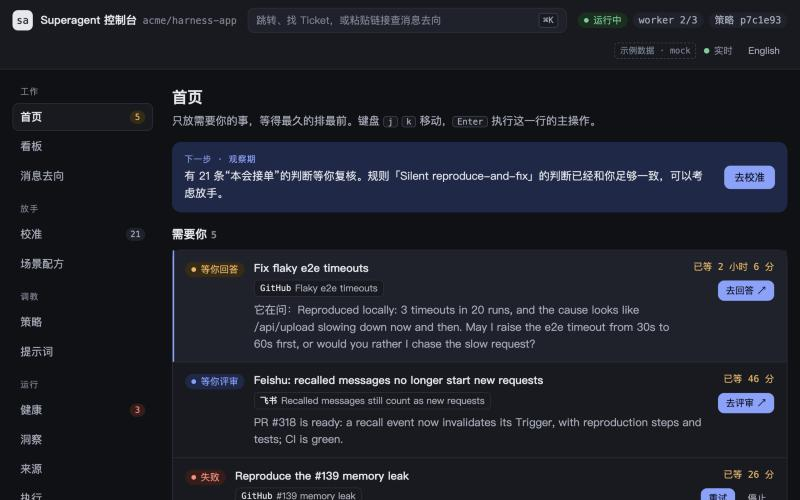 sa Superagent 控制台 acme/harness-app 跳转、找 Ticket，或粘贴链接查消息去向 ⌘K 运行中 worker 2/3 策略 p7c1e93
示例数据 · mock 实时 English
工作
首页 5
看板
消息去向
放手
校准 21
场景配方
调教
策略
提示词
运行
健康 3
洞察
来源
执行
首页
只放需要你的事，等得最久的排最前。键盘 j k 移动，Enter 执行这一行的主操作。
下一步 · 观察期
有 21 条“本会接单”的判断等你复核。规则「Silent reproduce-and-fix」的判断已经和你足够一致，可以考
虑放手。
去校准
需要你 5
等你回答 Fix flaky e2e timeouts 已等 2 小时 6 分
GitHub Flaky e2e timeouts 去回答 ↗
它在问：Reproduced locally: 3 timeouts in 20 runs, and the cause looks like
/api/upload slowing down now and then. May I raise the e2e timeout from 30s to
60s first, or would you rather I chase the slow request?
等你评审 Feishu: recalled messages no longer start new requests 已等 46 分
飞书 Recalled messages still count as new requests 去评审 ↗
PR #318 is ready: a recall event now invalidates its Trigger, with reproduction steps and
tests; CI is green.
失败 Reproduce the #139 memory leak 已等 26 分
GitHub #139 memory leak 重试 停止